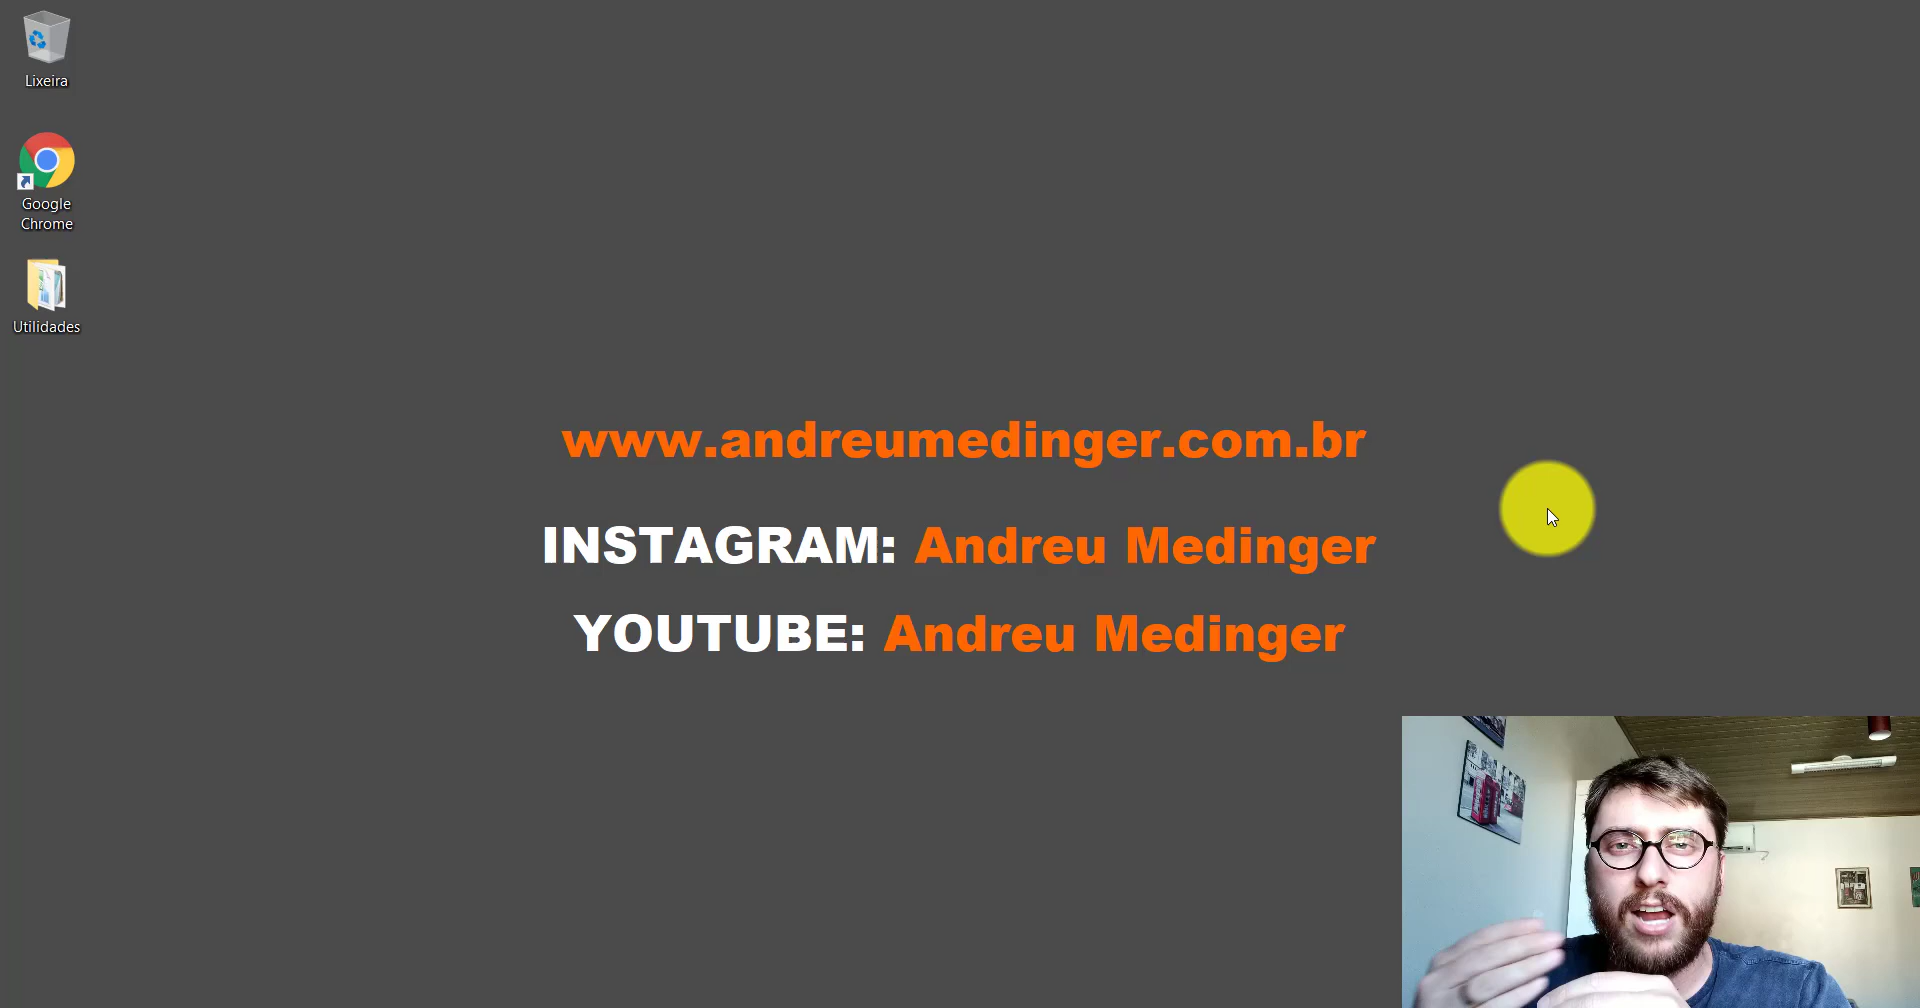 Lixeira
Google
Chrome
Utilidades
www.andreumedinger.com.br
INSTAGRAM: Andreu Medinger
YOUTUBE: Andreu Medinger